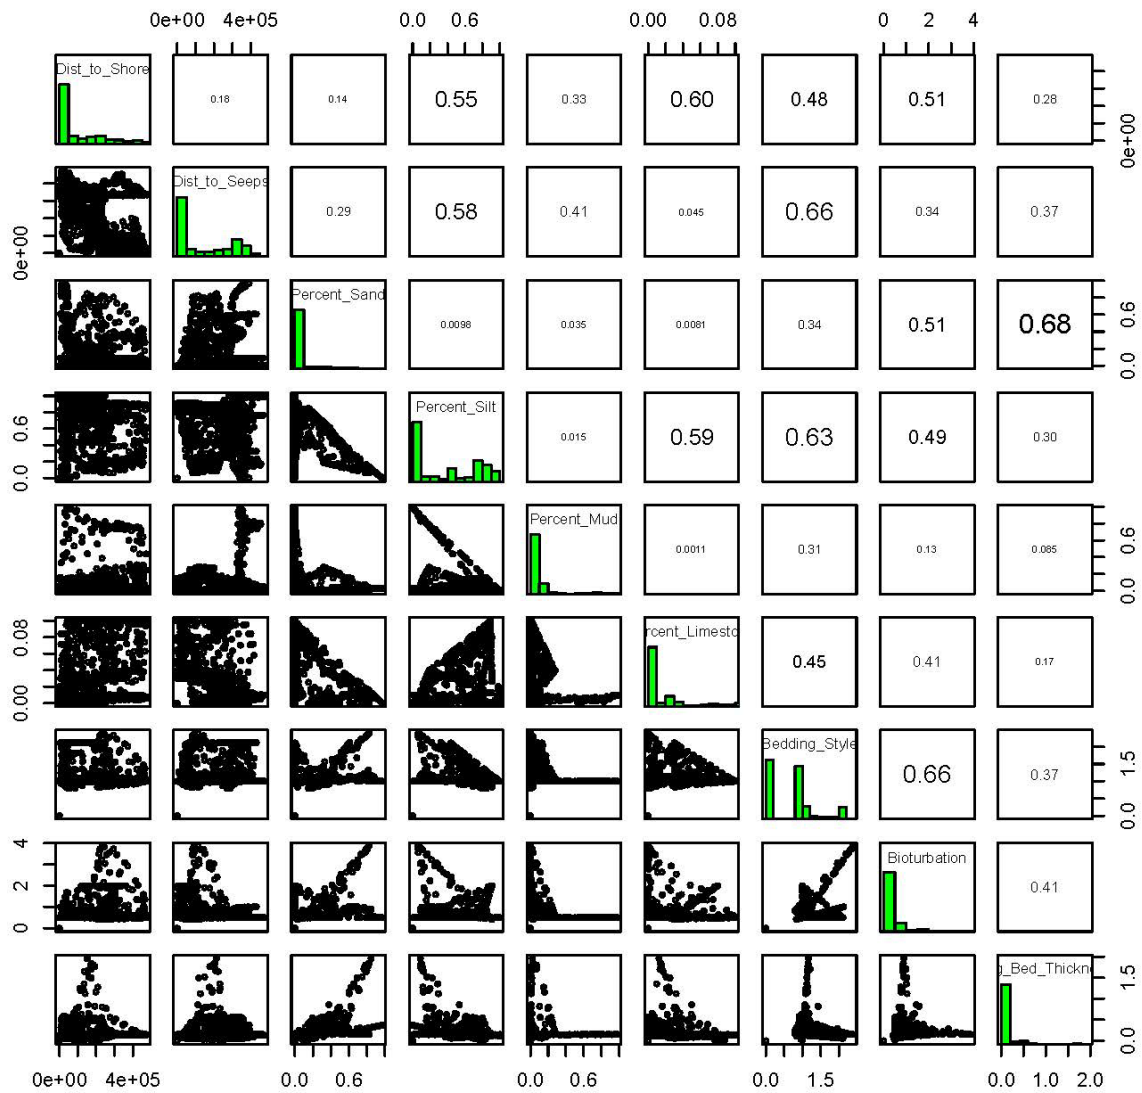 0e+00 4e+05 0.0 0.6 0.00 0.08 0 2 4
Dist_to_Shore 0.18 0.14 0.55 0.33 0.60 0.48 0.51 0.28 0e+00
0e+00 Dist_to_Seeps 0.29 0.58 0.41 0.045 0.66 0.34 0.37
Percent_Sand 0.0098 0.035 0.0081 0.34 0.51 0.68 0.0 0.6
0.0 0.6 Percent_Silt 0.015 0.59 0.63 0.49 0.30
Percent_Mud 0.0011 0.31 0.13 0.085 0.0 0.6
0.00 0.08 rcent_Limesto 0.45 0.41 0.17
Bedding_Style 0.66 0.37 0.0 1.5
0 2 4 Bioturbation 0.41
g_Bed_Thickn 0.0 1.5
0e+00 4e+05 0.0 0.6 0.0 0.6 0.0 1.5 0.0 1.0 2.0